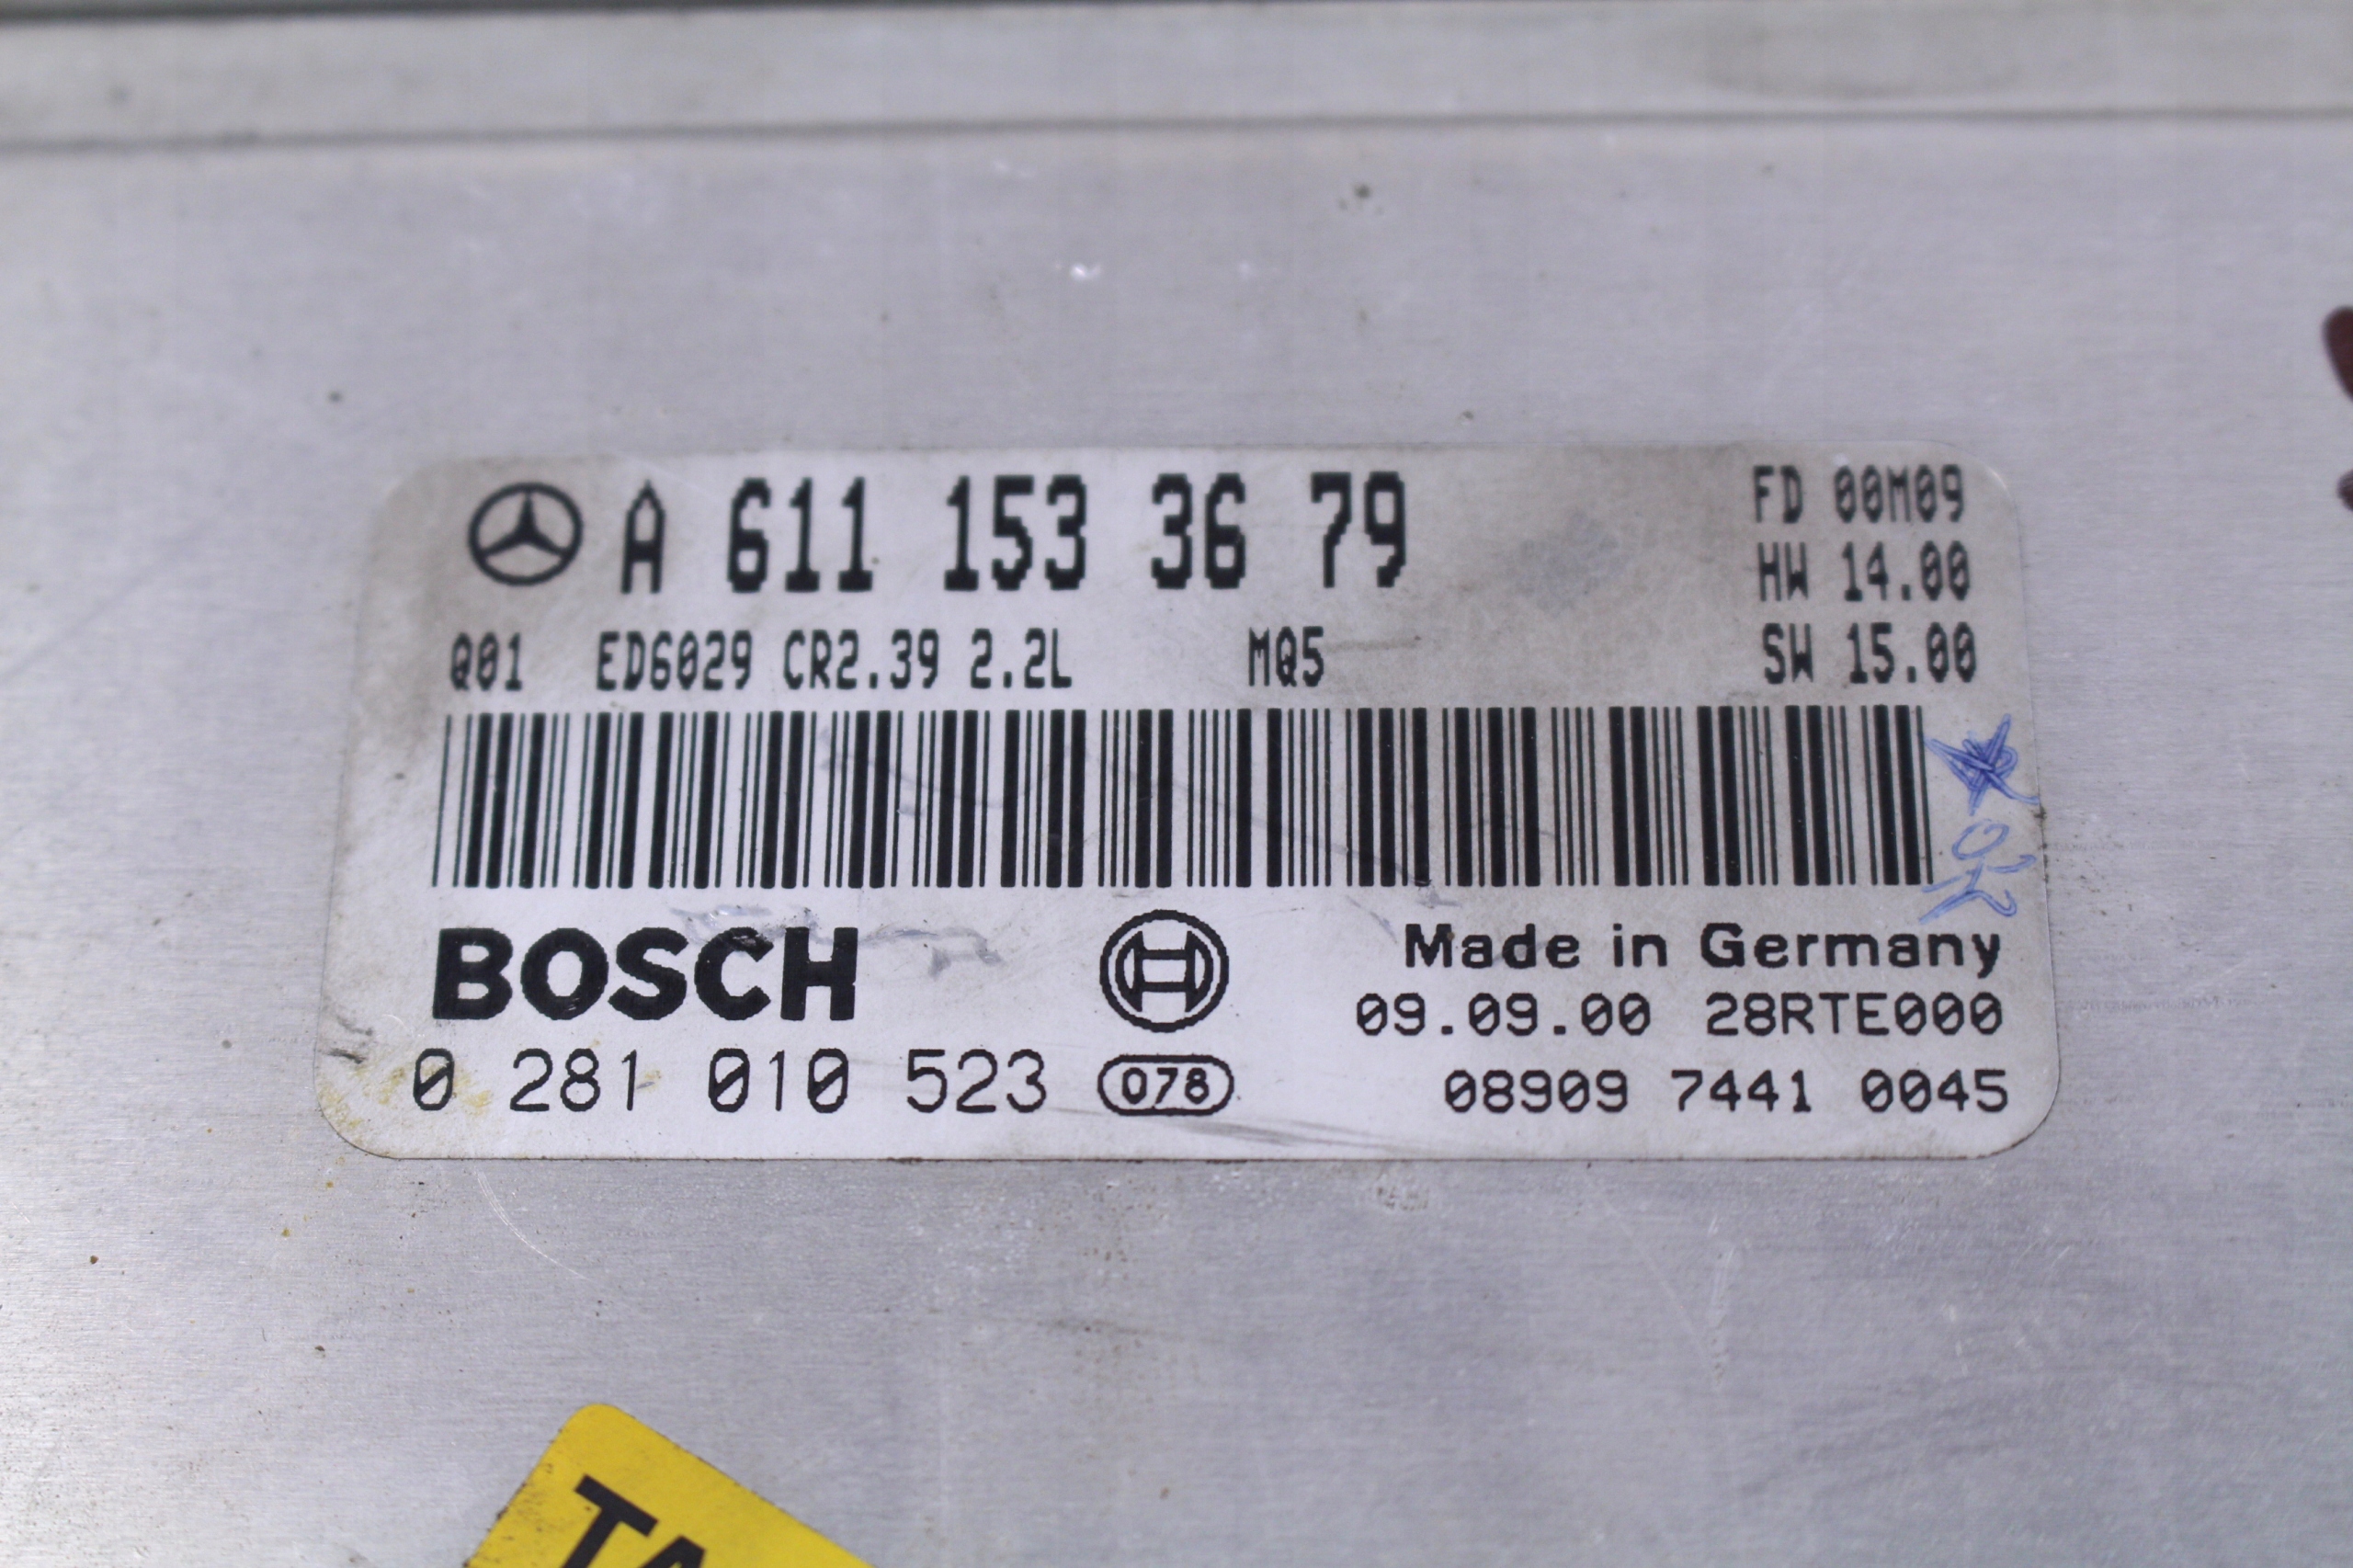 A 611 153 36 79
FD 00M09
HW 14.00
Q01 ED6029 CR2.39 2.2L MQ5
SW 15.00
BOSCH
Made in Germany
09.09.00 28RTE000
0 281 010 523
078
08909 7441 0045